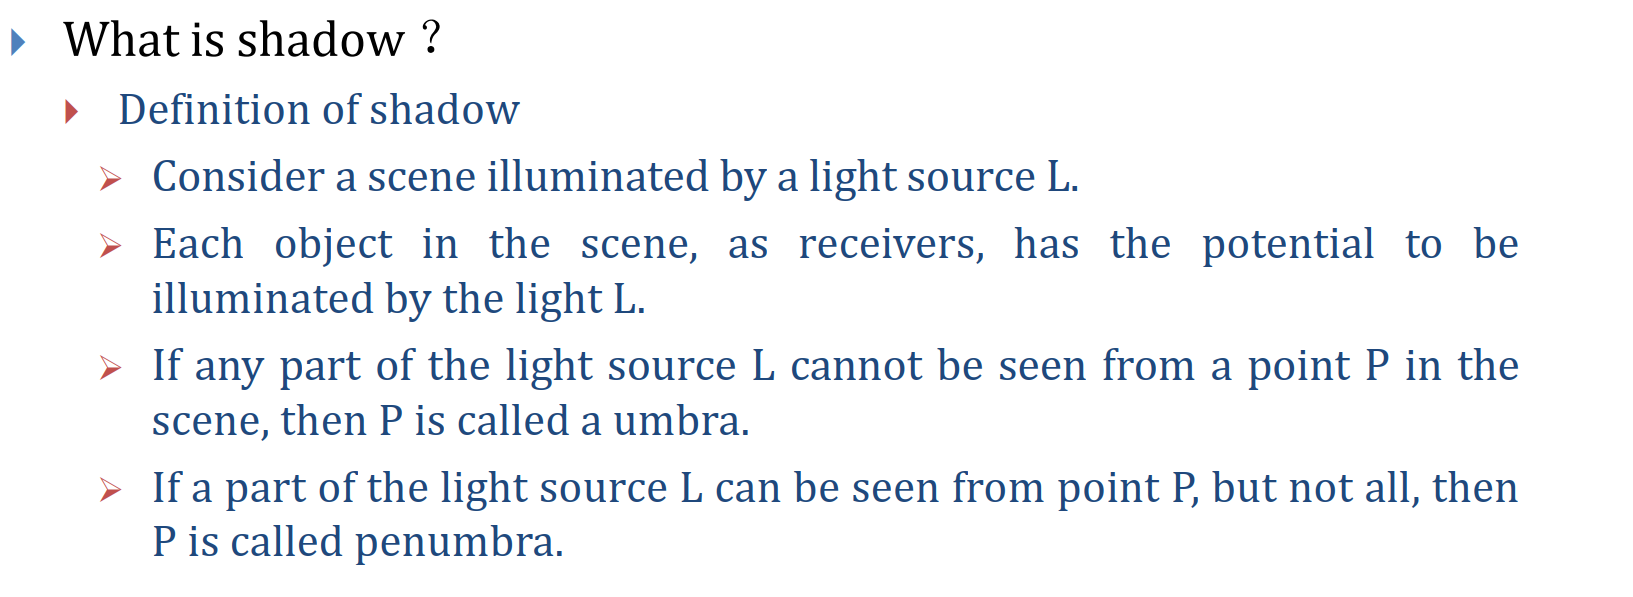 What is shadow？
Definition of shadow
Consider a scene illuminated by a light source L.
Each object in the scene, as receivers, has the potential to be
illuminated by the light L.
If any part of the light source L cannot be seen from a point P in the
scene, then P is called a umbra.
If a part of the light source L can be seen from point P, but not all, then
P is called penumbra.